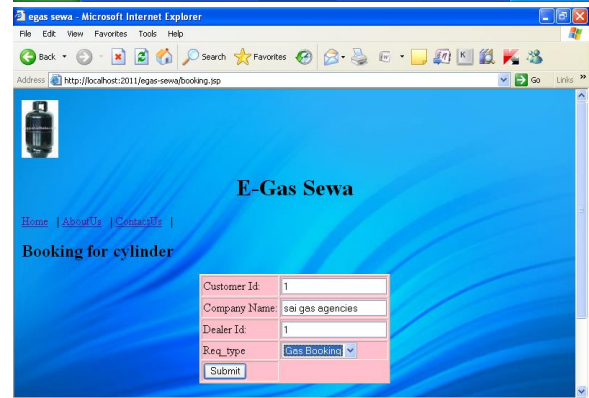 egas sewa - Microsoft Internet Explorer
File Edit View Favorites Tools Help
Back Search Favorites
Address http://localhost:2011/egas-sewa/booking.jsp Go Links »
E-Gas Sewa
Home | AboutUs | ContactUs |
Booking for cylinder
Customer Id: 1
Company Name: sai gas agencies
Dealer Id: 1
Req_type Gas Booking
Submit